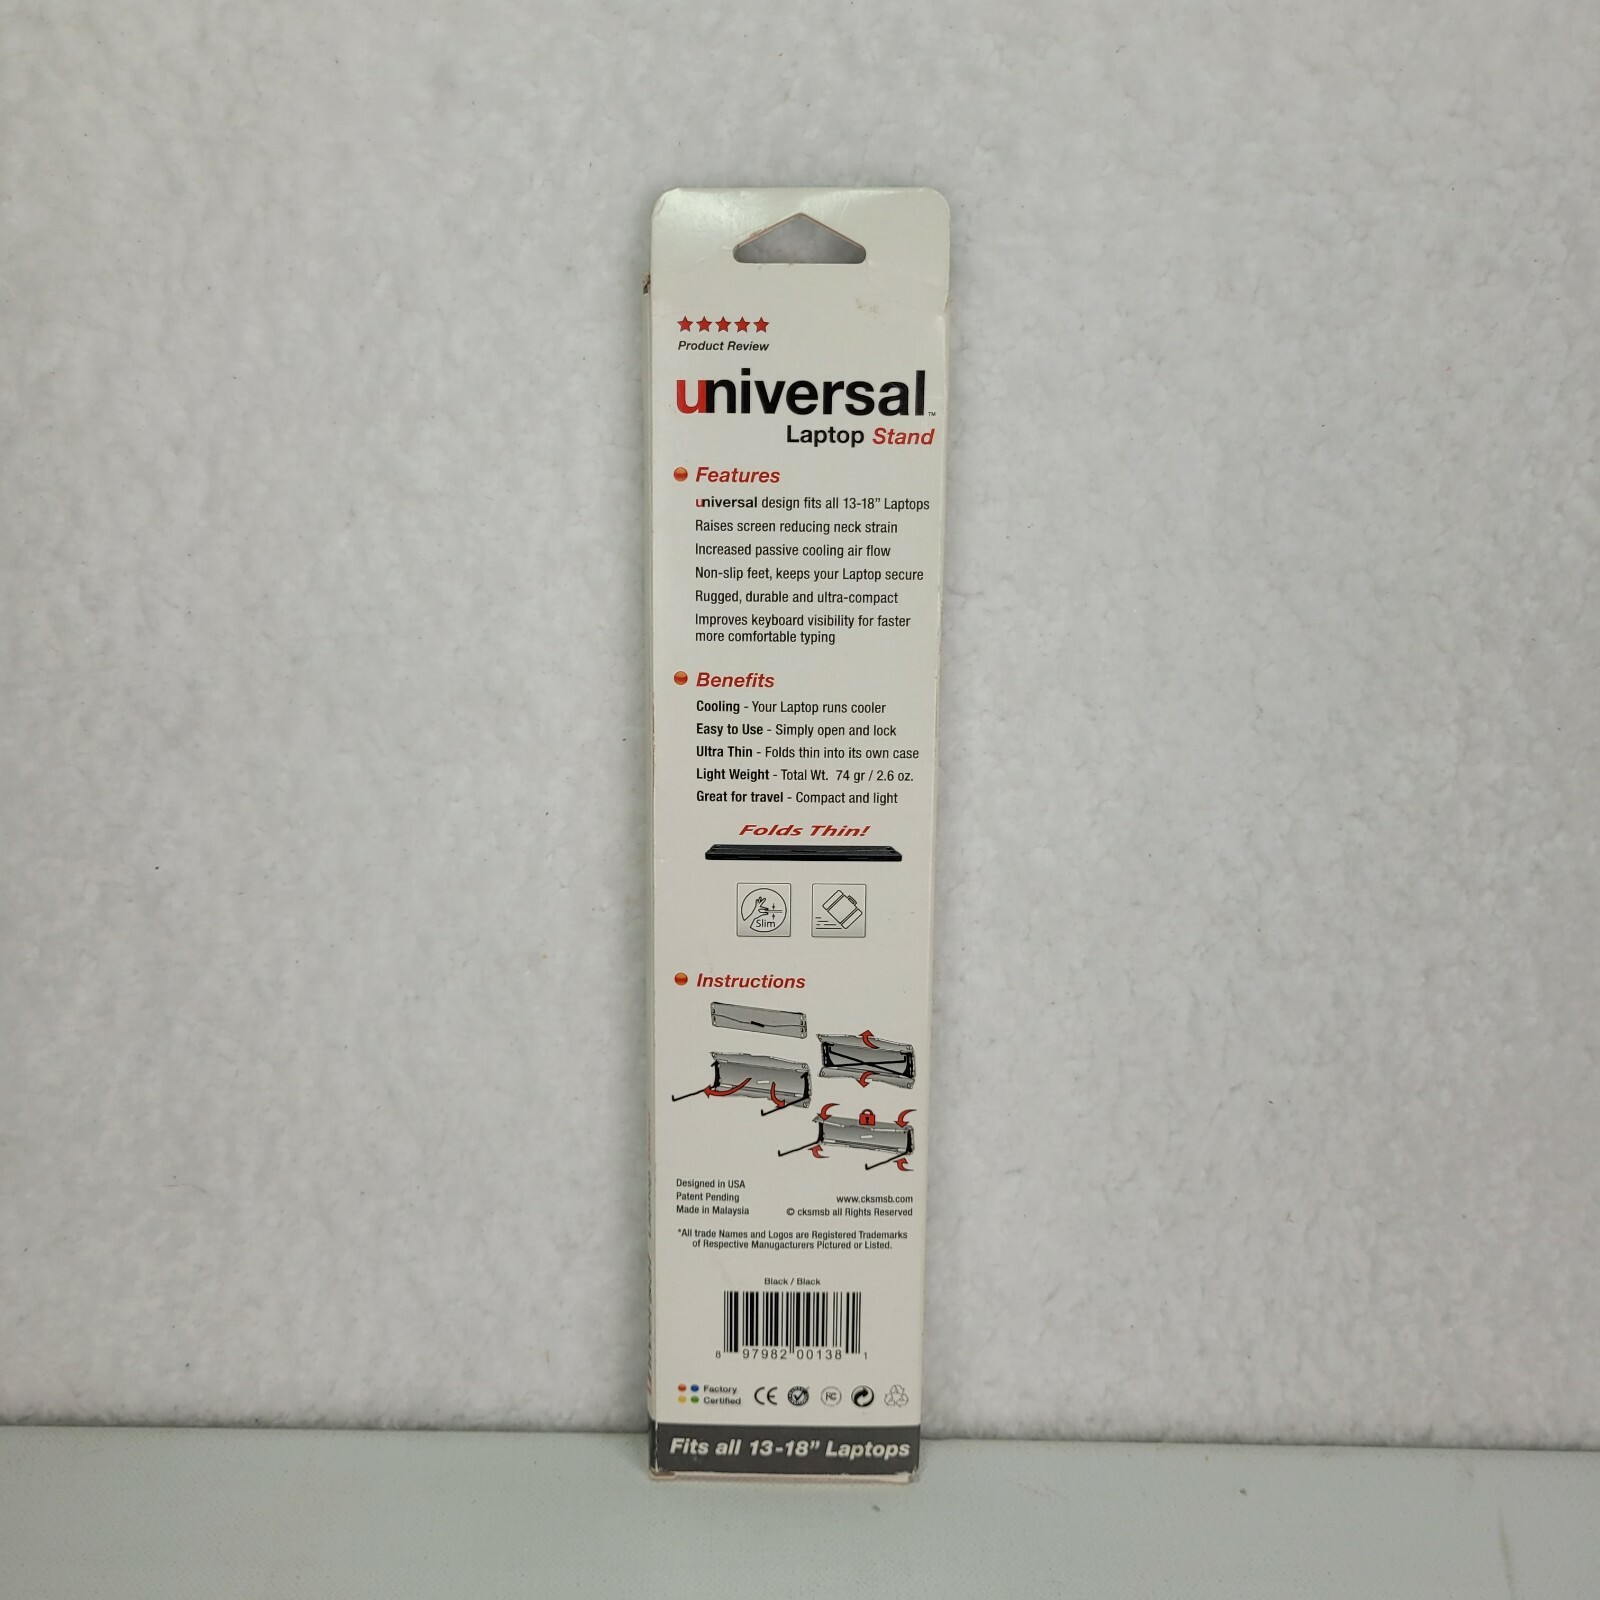 Product Review
universal™
Laptop Stand
Features
universal design fits all 13-18" Laptops
Raises screen reducing neck strain
Increased passive cooling air flow
Non-slip feet, keeps your Laptop secure
Rugged, durable and ultra-compact
Improves keyboard visibility for faster
more comfortable typing
Benefits
Cooling - Your Laptop runs cooler
Easy to Use - Simply open and lock
Ultra Thin - Folds thin into its own case
Light Weight - Total Wt. 74 gr / 2.6 oz.
Great for travel - Compact and light
Folds Thin!
Slim
Instructions
Designed in USA
Patent Pending
Made in Malaysia
www.cksmsb.com
© cksmsb all Rights Reserved
*All trade Names and Logos are Registered Trademarks
of Respective Manugacturers Pictured or Listed.
Black / Black
8 97982 00138 1
Factory
Certified
CE
FC
Fits all 13-18" Laptops